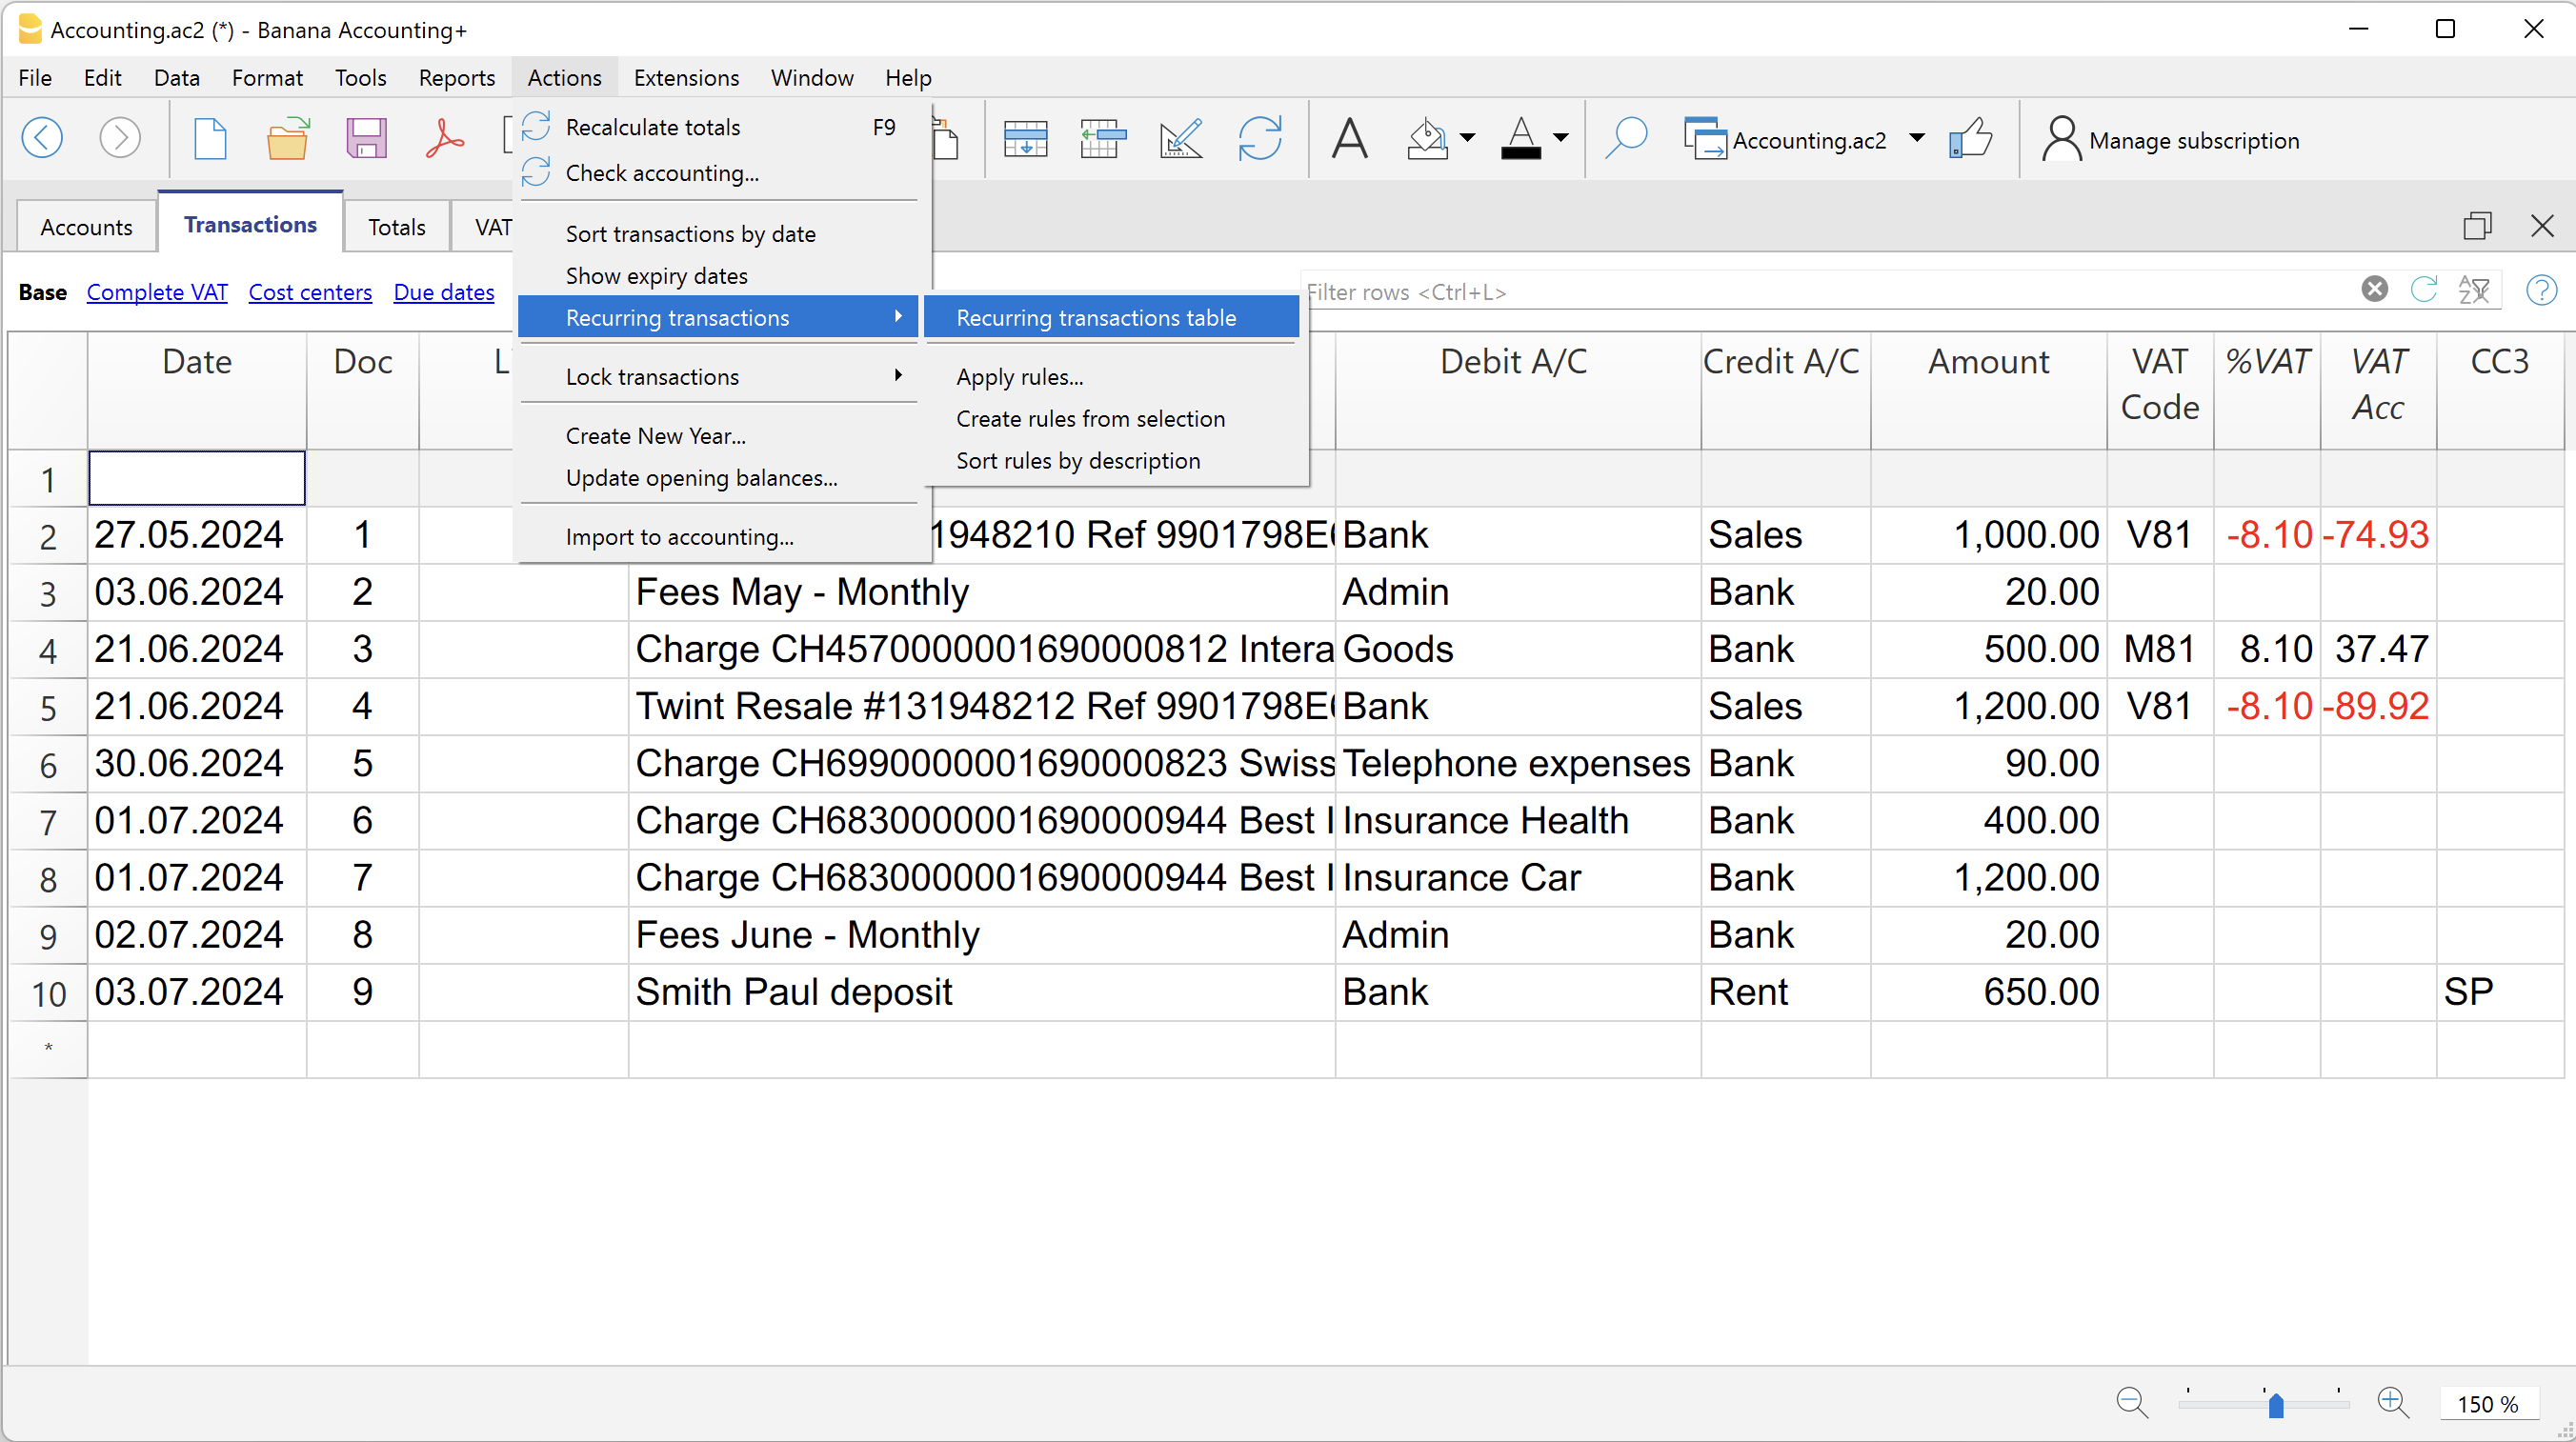 Accounting.ac2 (*) - Banana Accounting+
File Edit Data Format Tools Reports Actions Extensions Window Help
Recalculate totals F9
Check accounting...
Sort transactions by date
Show expiry dates
Recurring transactions
Lock transactions
Create New Year...
Update opening balances...
Import to accounting...
Recurring transactions table
Apply rules...
Create rules from selection
Sort rules by description
Accounting.ac2 Manage subscription
Accounts Transactions Totals VAT
Base Complete VAT Cost centers Due dates Filter rows <Ctrl+L>
Date Doc Debit A/C Credit A/C Amount VAT Code %VAT VAT Acc CC3
1
2 27.05.2024 1 1948210 Ref 9901798E Bank Sales 1,000.00 V81 -8.10 -74.93
3 03.06.2024 2 Fees May - Monthly Admin Bank 20.00
4 21.06.2024 3 Charge CH4570000001690000812 Intera Goods Bank 500.00 M81 8.10 37.47
5 21.06.2024 4 Twint Resale #131948212 Ref 9901798E Bank Sales 1,200.00 V81 -8.10 -89.92
6 30.06.2024 5 Charge CH6990000001690000823 Swiss Telephone expenses Bank 90.00
7 01.07.2024 6 Charge CH6830000001690000944 Best Insurance Health Bank 400.00
8 01.07.2024 7 Charge CH6830000001690000944 Best Insurance Car Bank 1,200.00
9 02.07.2024 8 Fees June - Monthly Admin Bank 20.00
10 03.07.2024 9 Smith Paul deposit Bank Rent 650.00 SP
*
150 %